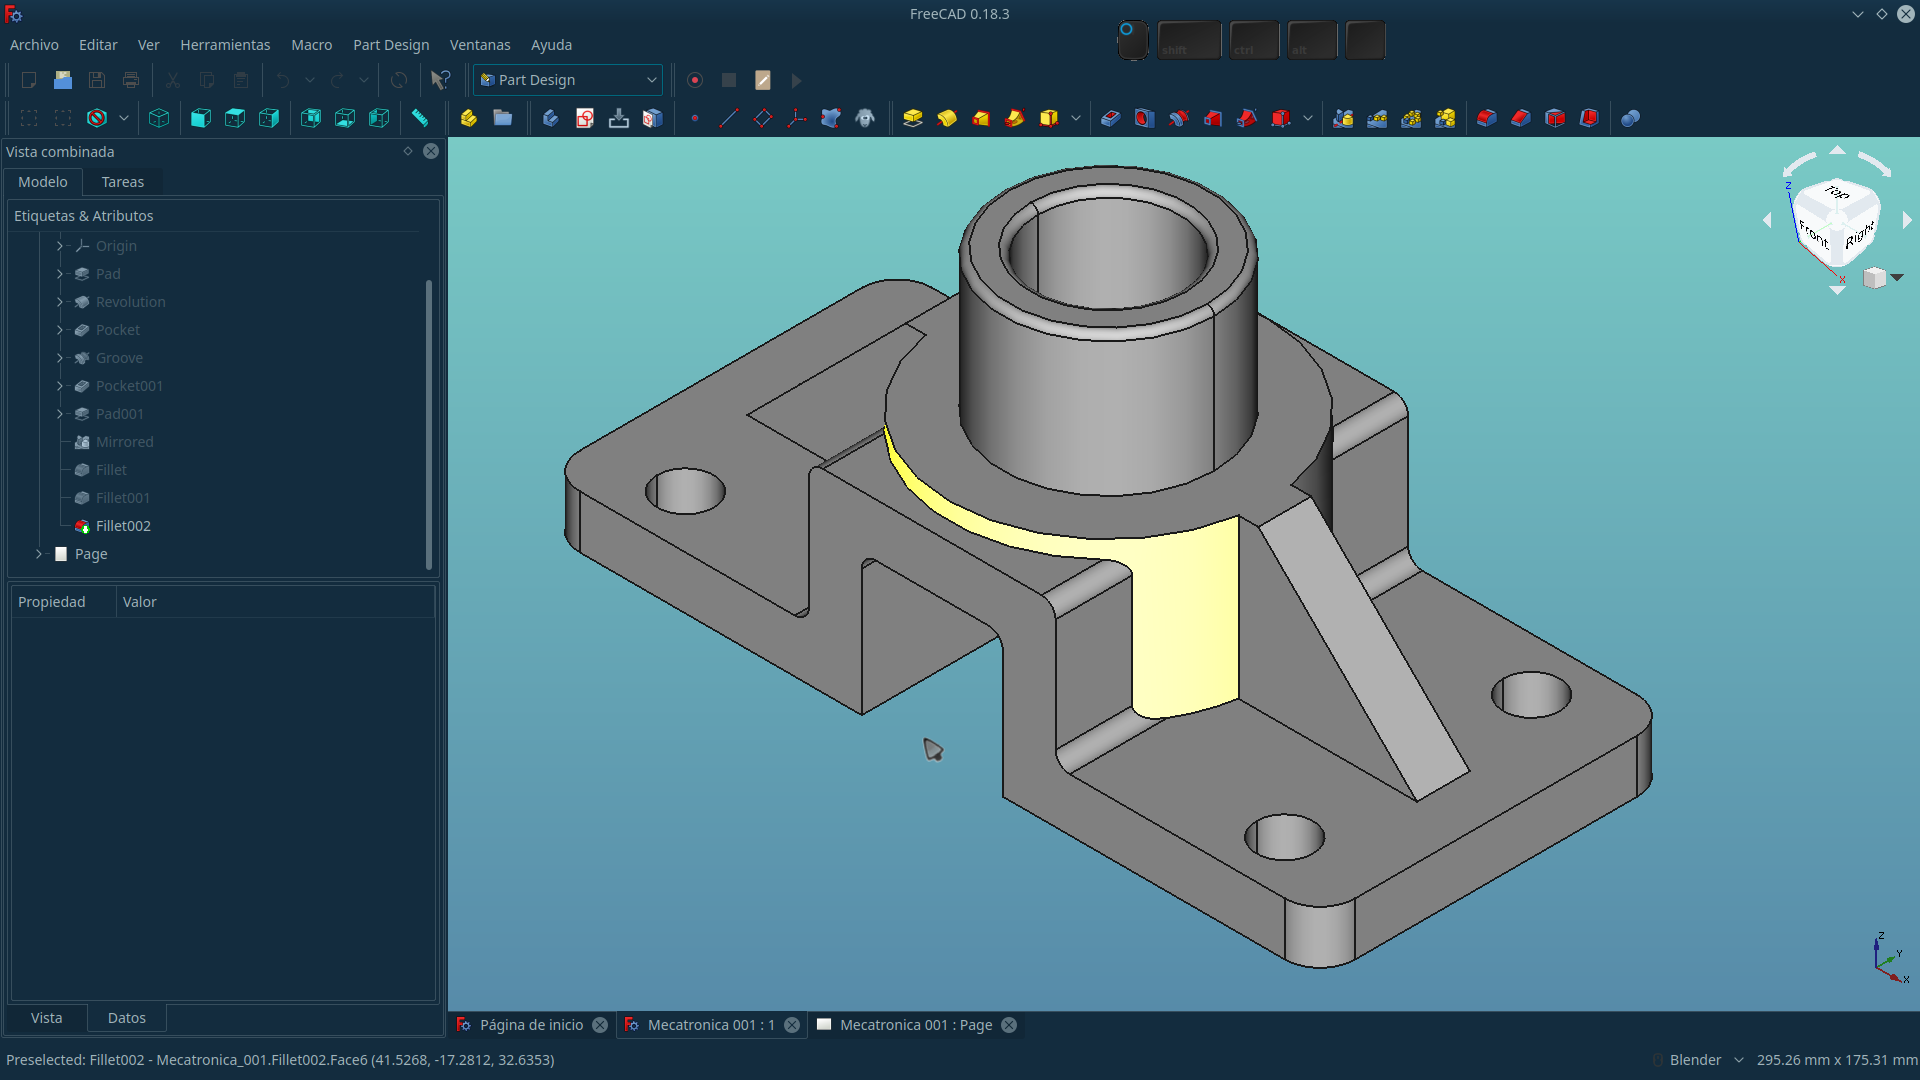 FreeCAD 0.18.3
Archivo Editar Ver Herramientas Macro Part Design Ventanas Ayuda
shift ctrl alt
Part Design
Vista combinada
Modelo Tareas
Etiquetas & Atributos
Origin
Pad
Revolution
Pocket
Groove
Pocket001
Pad001
Mirrored
Fillet
Fillet001
Fillet002
Page
Propiedad Valor
Vista Datos
Top
Front Right
Z
X
Z
Y
X
Página de inicio Mecatronica 001 : 1 Mecatronica 001 : Page
Preselected: Fillet002 - Mecatronica_001.Fillet002.Face6 (41.5268, -17.2812, 32.6353) Blender 295.26 mm x 175.31 mm